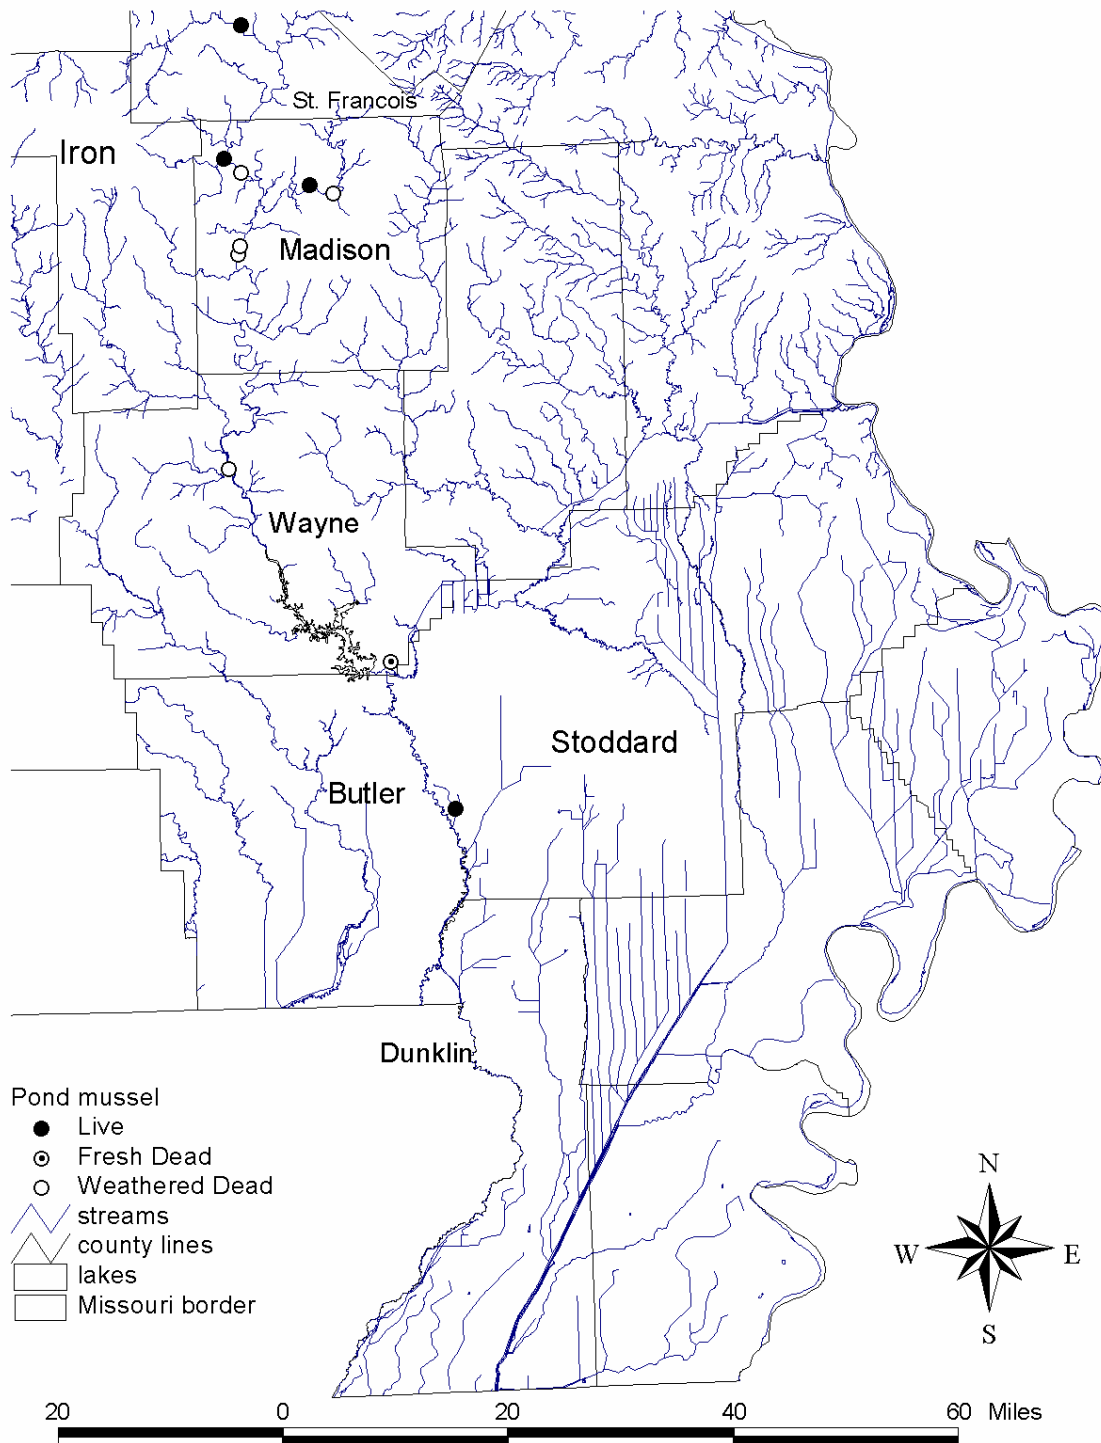 St. Francois
Iron
Madison
Wayne
Stoddard
Butler
Dunklin
Pond mussel
Live
Fresh Dead
Weathered Dead
streams
county lines
lakes
Missouri border
N
W E
S
20 0 20 40 60 Miles